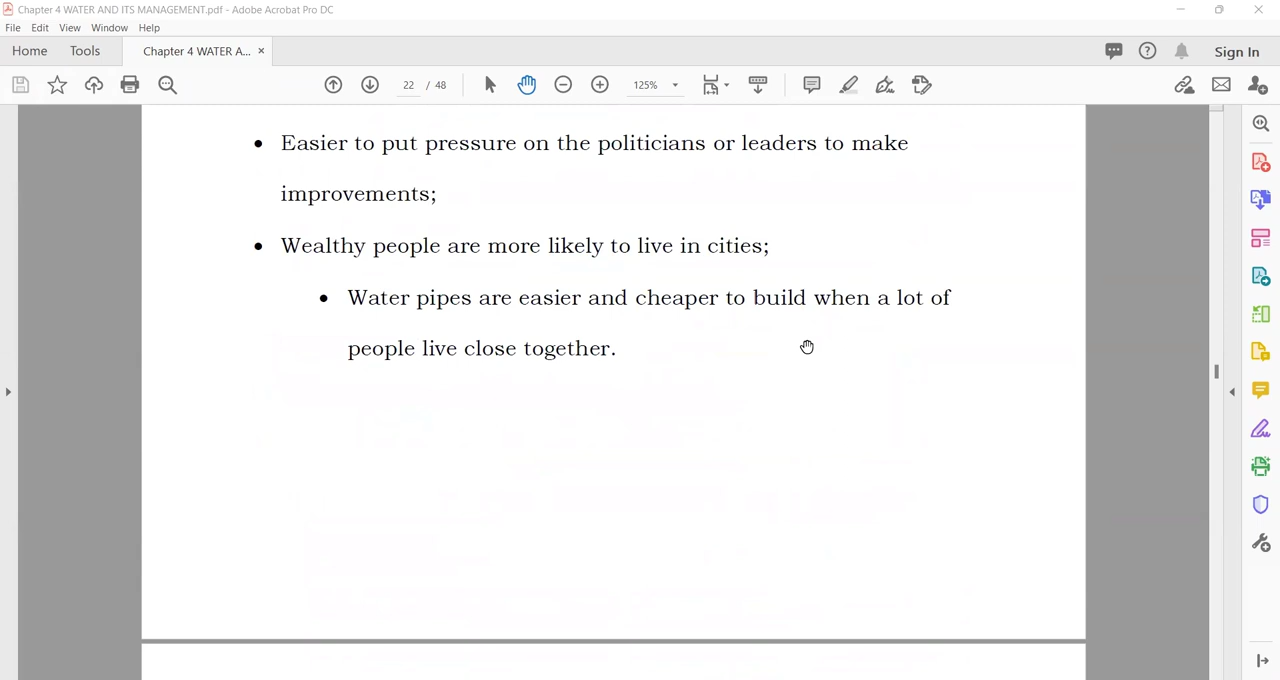 Chapter 4 WATER AND ITS MANAGEMENT.pdf - Adobe Acrobat Pro DC
File Edit View Window Help
Home Tools Chapter 4 WATER A... × Sign In
22 / 48 125%
• Easier to put pressure on the politicians or leaders to make
improvements;
• Wealthy people are more likely to live in cities;
• Water pipes are easier and cheaper to build when a lot of
people live close together.